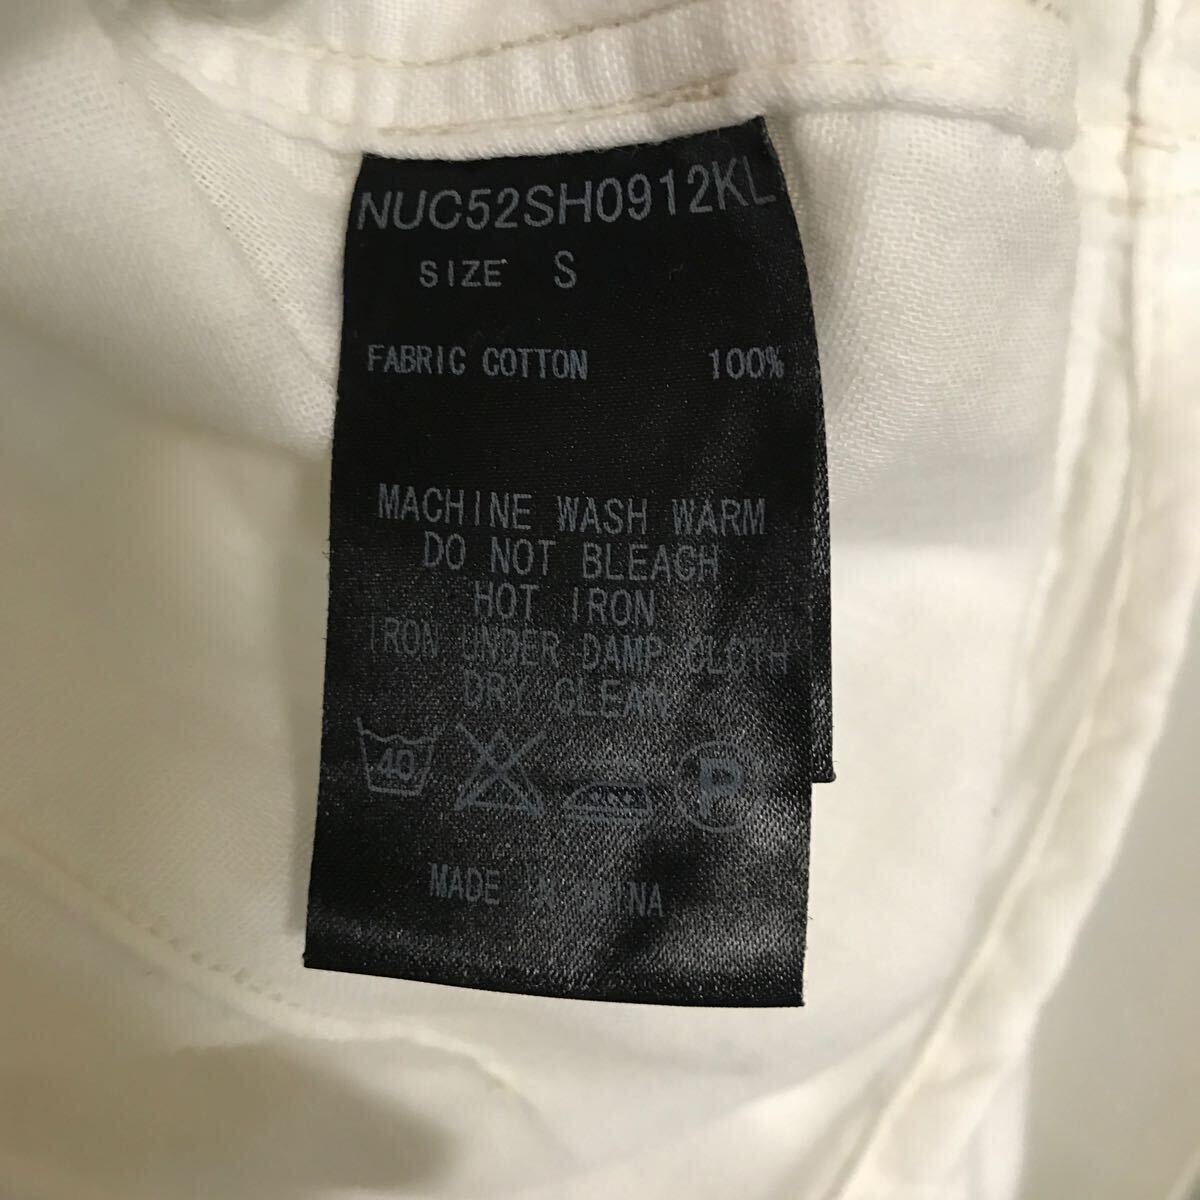 NUC52SH0912KL
SIZE S
FABRIC COTTON 100%
MACHINE WASH WARM
DO NOT BLEACH
HOT IRON
IRON UNDER DAMP CLOTH
DRY CLEAN
40 P
MADE IN CHINA